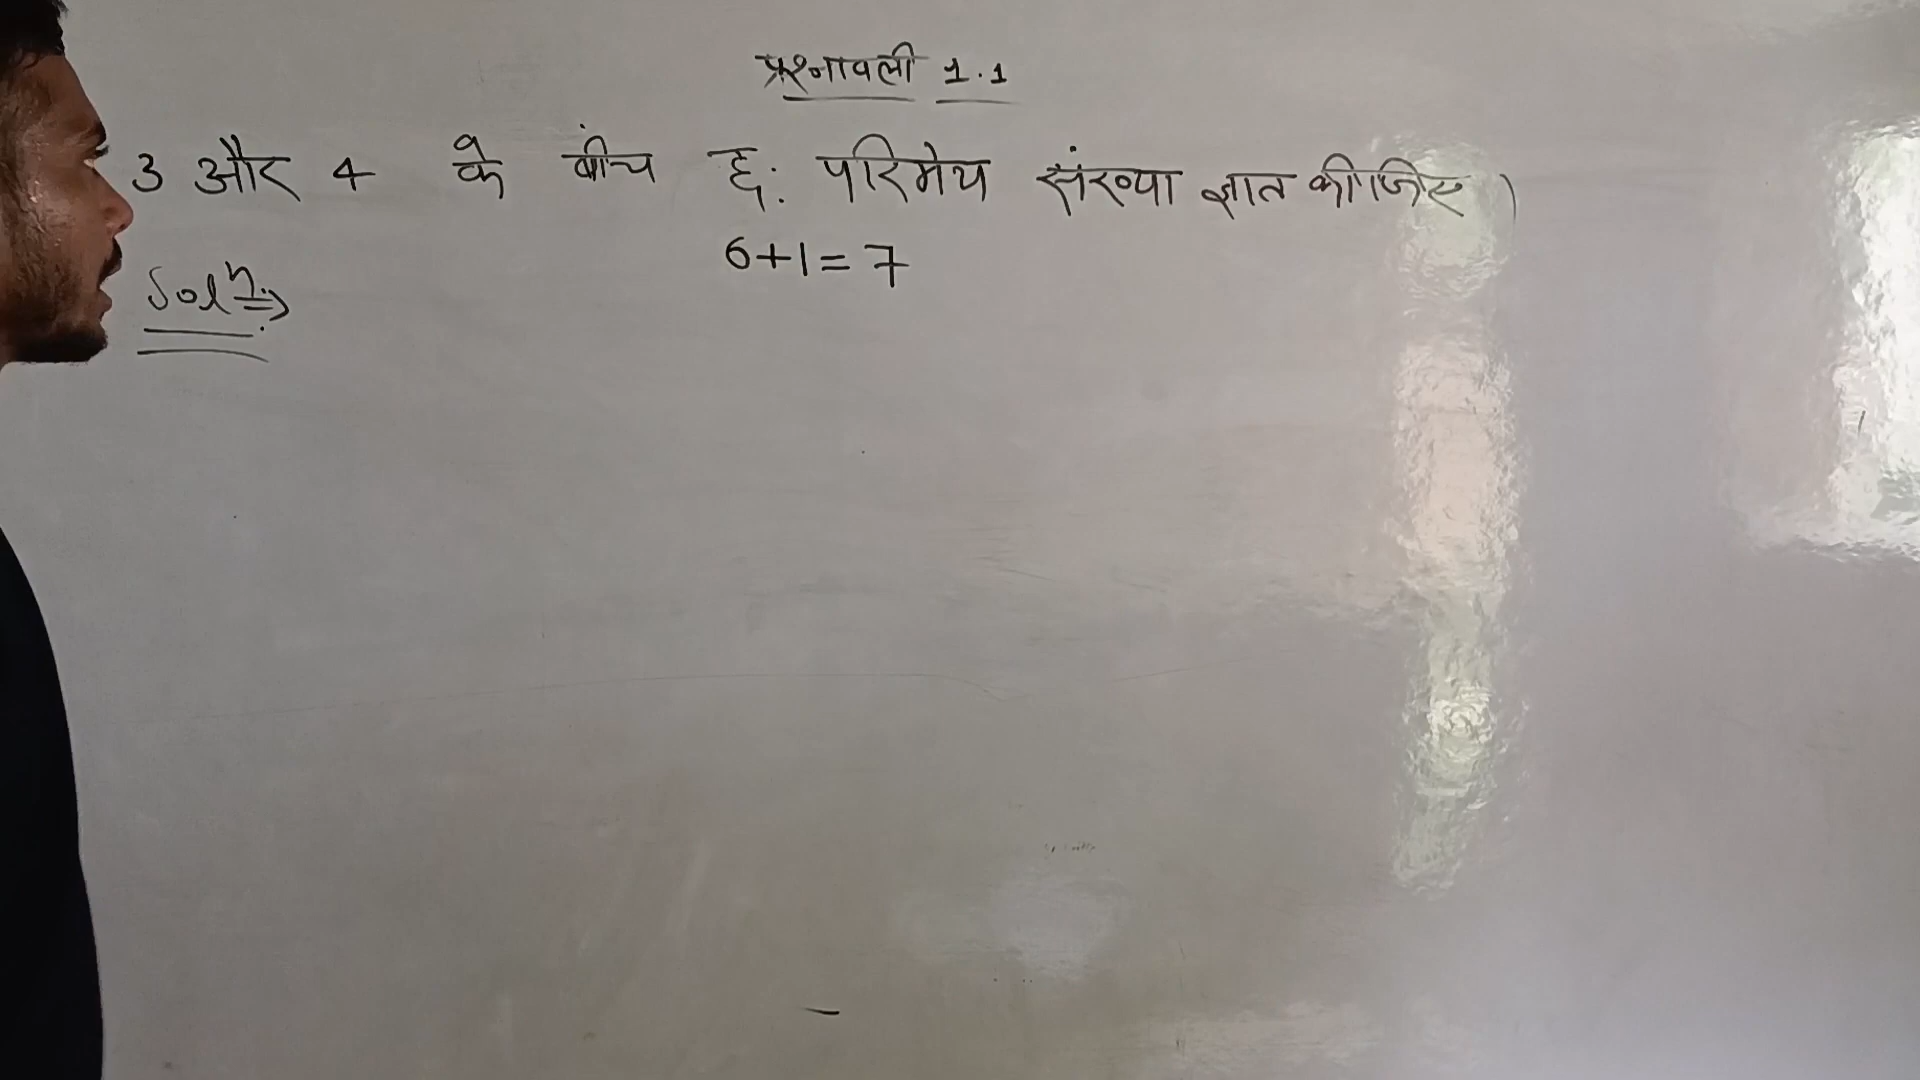 प्रश्नावली 1.1
3 और 4 के बीच छ: परिमेय संख्या ज्ञात कीजिए।
6+1=7
Solⁿ:⇒